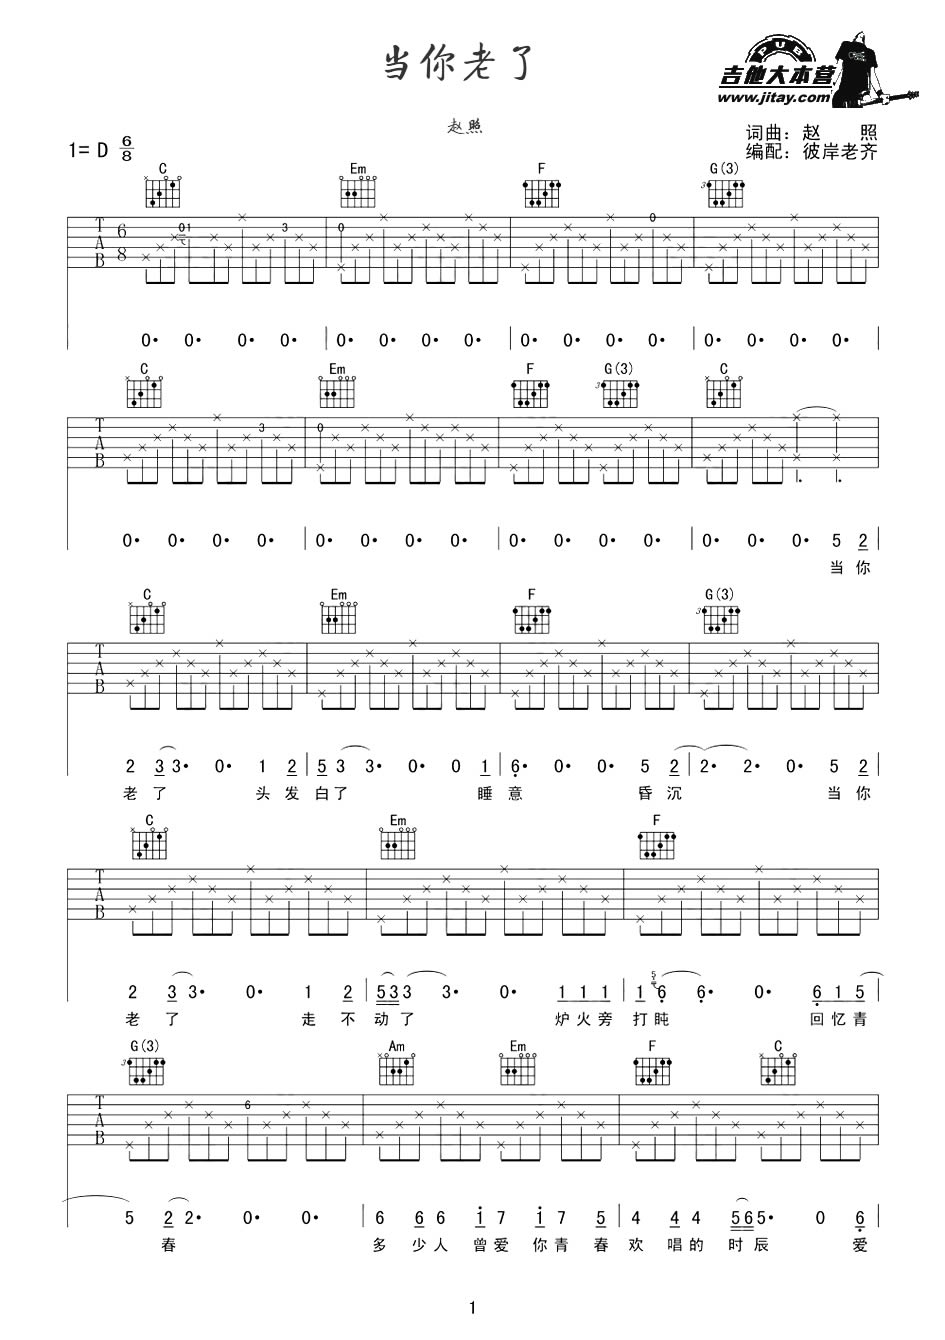 当你老了
PUB
吉他大本营
www.jitay.com
赵照
词曲：赵 照
编配：彼岸老齐
1= D 6/8
C Em F G(3)
3
T A B 6 8 01 3 0 0
0· 0· 0· 0· 0· 0· 0· 0· 0· 0· 0· 0· 0· 0· 0· 0·
C Em F G(3) C
3
T A B 3 0
0· 0· 0· 0· 0· 0· 0· 0· 0· 0· 0· 0· 0· 0· 0· 5 2
当 你
C Em F G(3)
3
T A B
2 3 3· 0· 1 2 5 3 3· 0· 0 1 6· 0· 0· 5 2 2· 2· 0· 5 2
老 了 头 发 白 了 睡 意 昏 沉 当 你
C Em F
T A B
2 3 3· 0· 1 2 5 3 3 3· 0· 1 1 1 1 5 6 6· 0· 6 1 5
老 了 走 不 动 了 炉 火 旁 打 盹 回 忆 青
G(3) Am Em F C
3
T A B 6
5 2 2· 0· 0· 6 6 6 1 7 1 7 5 4 4 4 5 6 5· 0 6
春 多 少 人 曾 爱 你 青 春 欢 唱 的 时 辰 爱
1